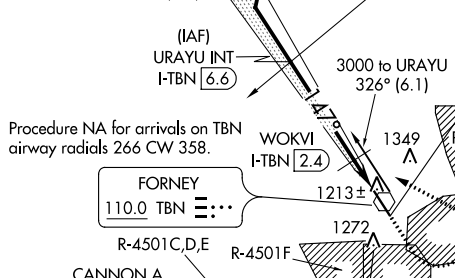 (IAF)
URAYU INT
I-TBN 6.6
3000 to URAYU
326° (6.1)
147°
Procedure NA for arrivals on TBN
airway radials 266 CW 358.
WOKVI
I-TBN 2.4
1349
FORNEY
110.0 TBN
1213±
1272
R-4501C,D,E
R-4501F
CANNON A